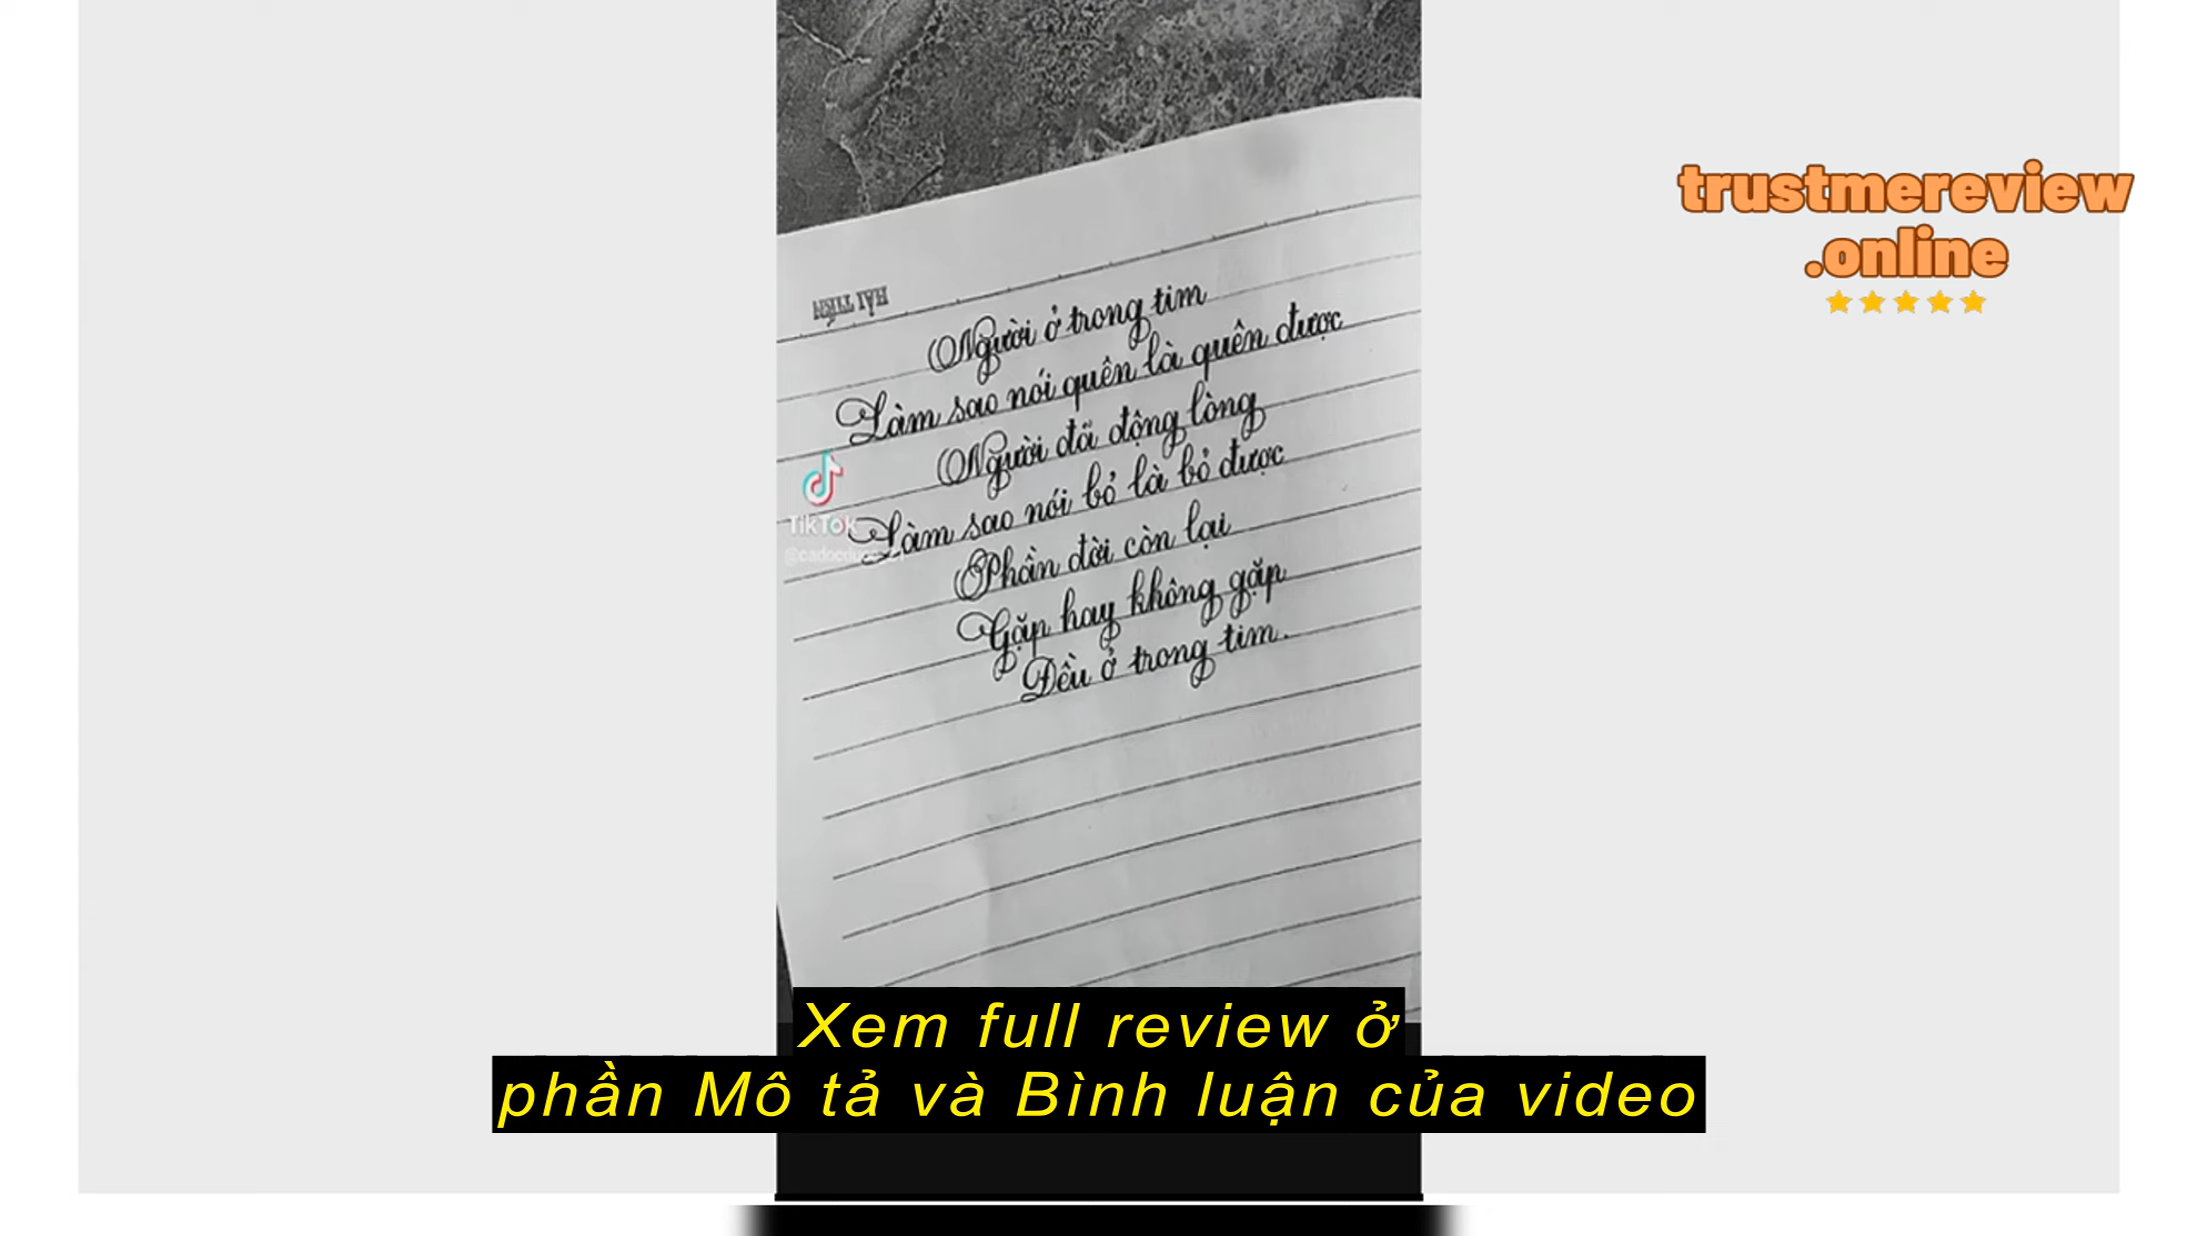 trustmereview
.online
HẢI TIẾN
Người ở trong tim
Làm sao nói quên là quên được
Người đã động lòng
Làm sao nói bỏ là bỏ được
Phần đời còn lại
Gặp hay không gặp
Đều ở trong tim.
TikTok
Xem full review ở
phần Mô tả và Bình luận của video